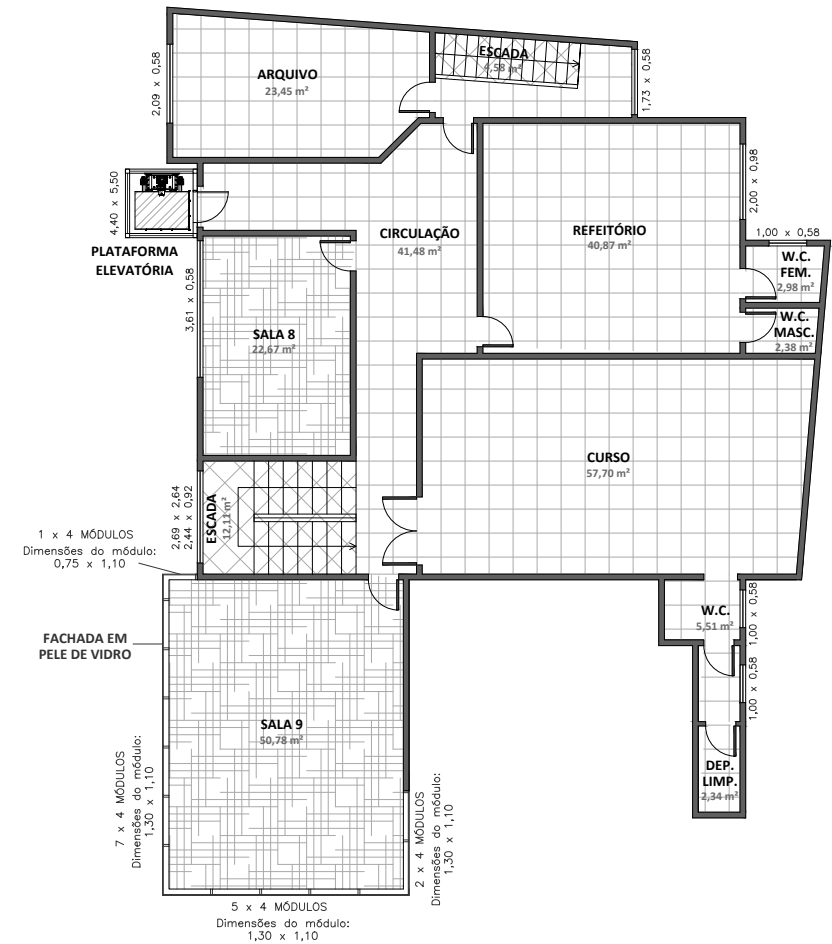 ESCADA
4,58 m²
ARQUIVO
23,45 m²
2,09 x 0,58
1,73 x 0,58
4,40 x 5,50
PLATAFORMA
ELEVATÓRIA
CIRCULAÇÃO
41,48 m²
REFEITÓRIO
40,87 m²
2,00 x 0,98
1,00 x 0,58
W.C.
FEM.
2,98 m²
W.C.
MASC.
2,38 m²
3,61 x 0,58
SALA 8
22,67 m²
CURSO
57,70 m²
2,69 x 2,64
2,44 x 0,92
ESCADA
12,11 m²
1 x 4 MÓDULOS
Dimensões do módulo:
0,75 x 1,10
FACHADA EM
PELE DE VIDRO
W.C.
5,51 m²
1,00 x 0,58
1,00 x 0,58
SALA 9
50,78 m²
DEP.
LIMP.
2,34 m²
7 x 4 MÓDULOS
Dimensões do módulo:
1,30 x 1,10
2 x 4 MÓDULOS
Dimensões do módulo:
1,30 x 1,10
5 x 4 MÓDULOS
Dimensões do módulo:
1,30 x 1,10